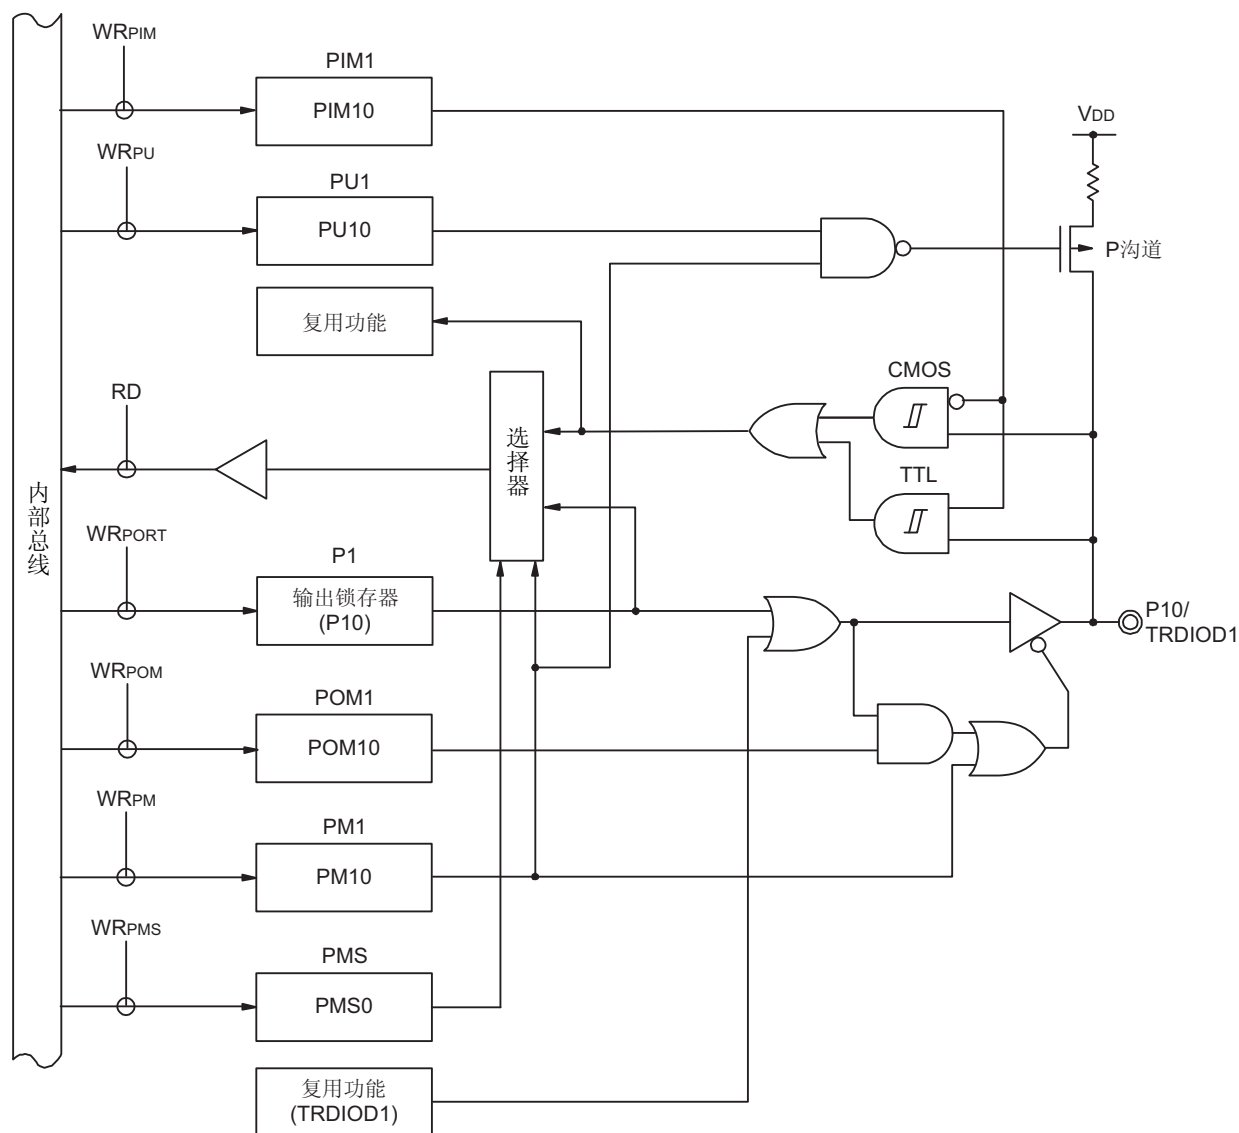 WRPIM
PIM1
PIM10
VDD
WRPU
PU1
PU10
P沟道
复用功能
CMOS
RD
选择器
TTL
内部总线
WRPORT
P1
输出锁存器
(P10)
P10/
TRDIOD1
WRPOM
POM1
POM10
WRPM
PM1
PM10
WRPMS
PMS
PMS0
复用功能
(TRDIOD1)